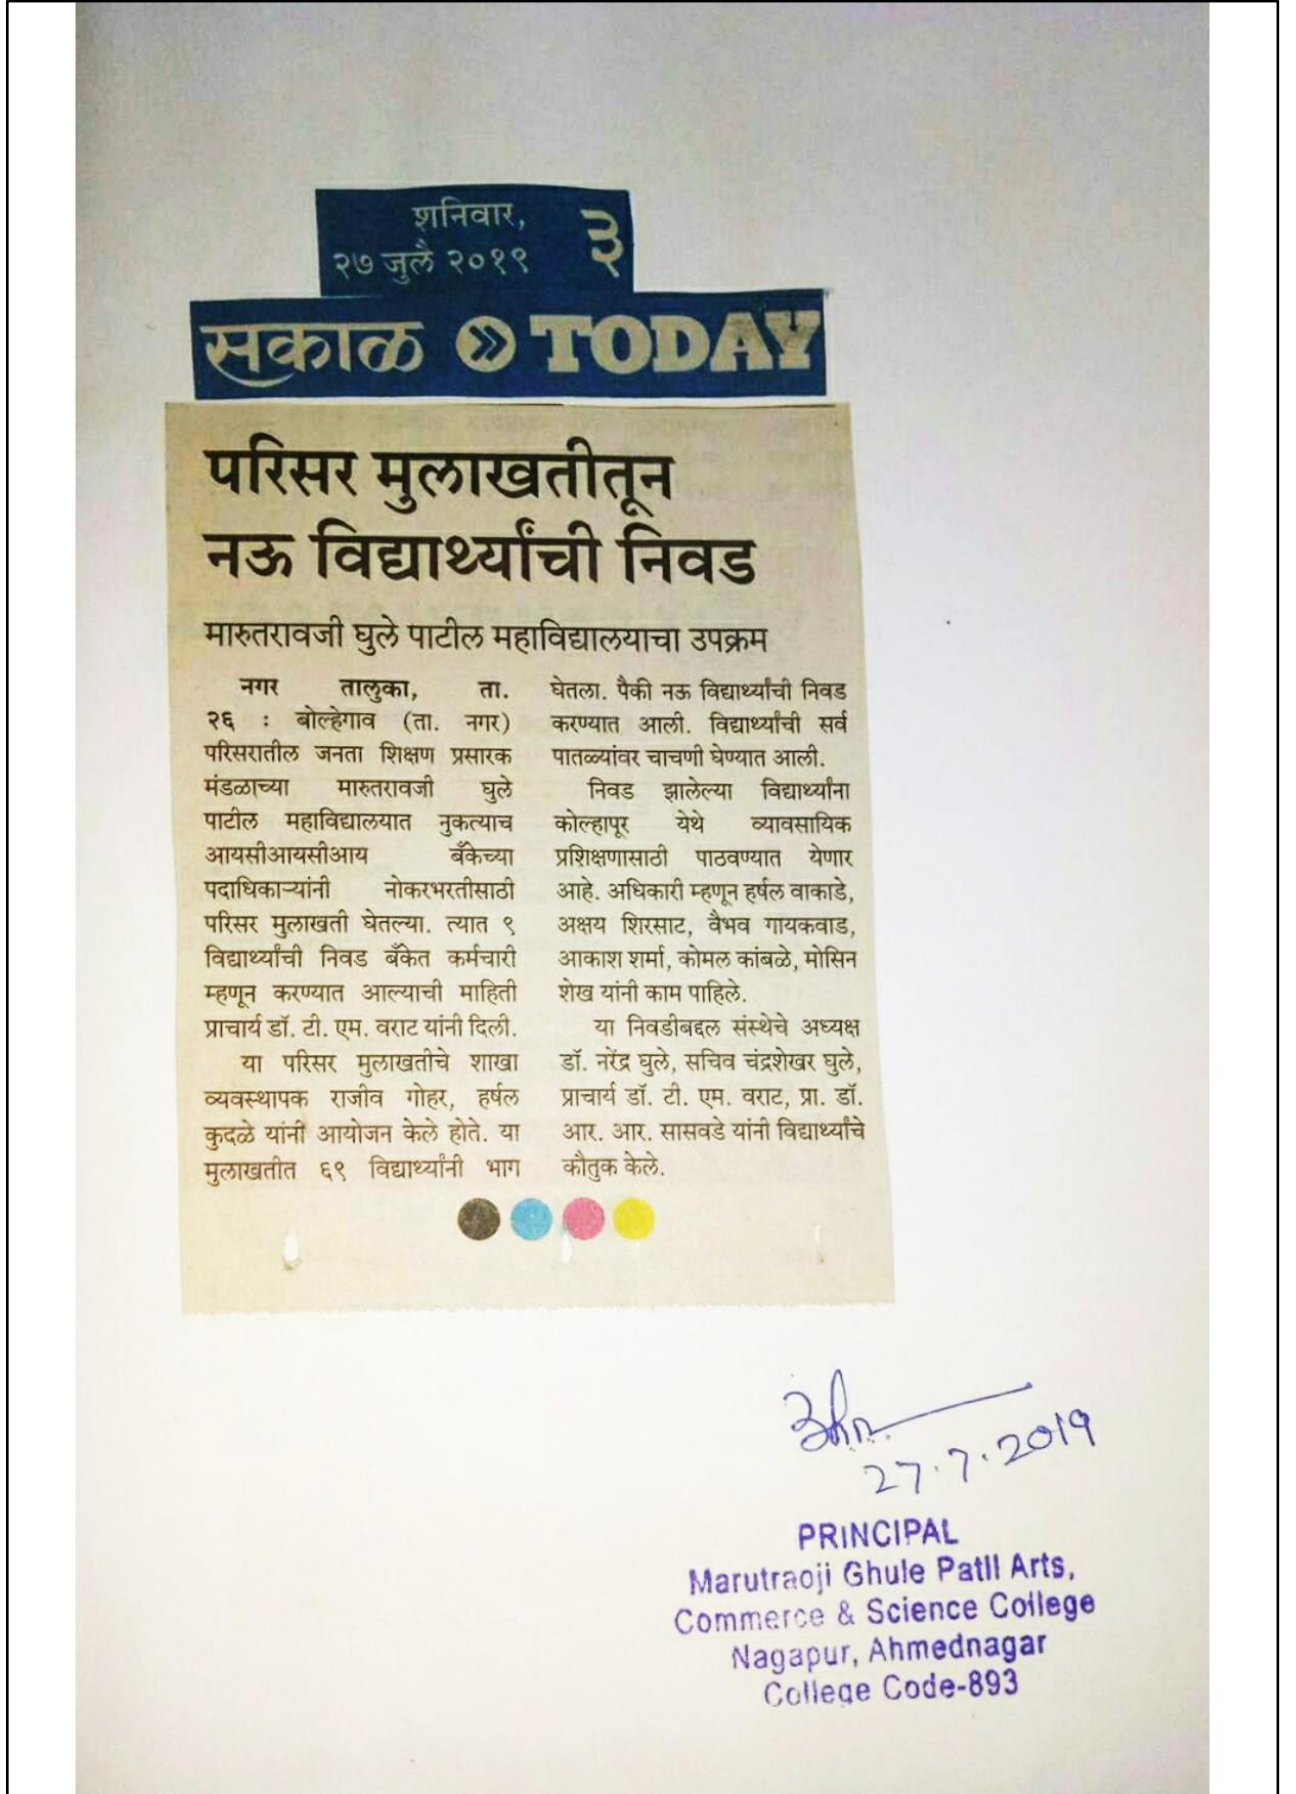 शनिवार,
२७ जुलै २०१९
३
सकाळ TODAY
परिसर मुलाखतीतून
नऊ विद्यार्थ्यांची निवड
मारुतरावजी घुले पाटील महाविद्यालयाचा उपक्रम
नगर तालुका, ता.
२६ : बोल्हेगाव (ता. नगर)
परिसरातील जनता शिक्षण प्रसारक
मंडळाच्या मारुतरावजी घुले
पाटील महाविद्यालयात नुकत्याच
आयसीआयसीआय बँकेच्या
पदाधिकाऱ्यांनी नोकरभरतीसाठी
परिसर मुलाखती घेतल्या. त्यात ९
विद्यार्थ्यांची निवड बँकेत कर्मचारी
म्हणून करण्यात आल्याची माहिती
प्राचार्य डॉ. टी. एम. वराट यांनी दिली.
या परिसर मुलाखतीचे शाखा
व्यवस्थापक राजीव गोहर, हर्षल
कुदळे यांनी आयोजन केले होते. या
मुलाखतीत ६९ विद्यार्थ्यांनी भाग
घेतला. पैकी नऊ विद्यार्थ्यांची निवड
करण्यात आली. विद्यार्थ्यांची सर्व
पातळ्यांवर चाचणी घेण्यात आली.
निवड झालेल्या विद्यार्थ्यांना
कोल्हापूर येथे व्यावसायिक
प्रशिक्षणासाठी पाठवण्यात येणार
आहे. अधिकारी म्हणून हर्षल वाकाडे,
अक्षय शिरसाट, वैभव गायकवाड,
आकाश शर्मा, कोमल कांबळे, मोसिन
शेख यांनी काम पाहिले.
या निवडीबद्दल संस्थेचे अध्यक्ष
डॉ. नरेंद्र घुले, सचिव चंद्रशेखर घुले,
प्राचार्य डॉ. टी. एम. वराट, प्रा. डॉ.
आर. आर. सासवडे यांनी विद्यार्थ्यांचे
कौतुक केले.
27.7.2019
PRINCIPAL
Marutraoji Ghule Patil Arts,
Commerce & Science College
Nagapur, Ahmednagar
College Code-893